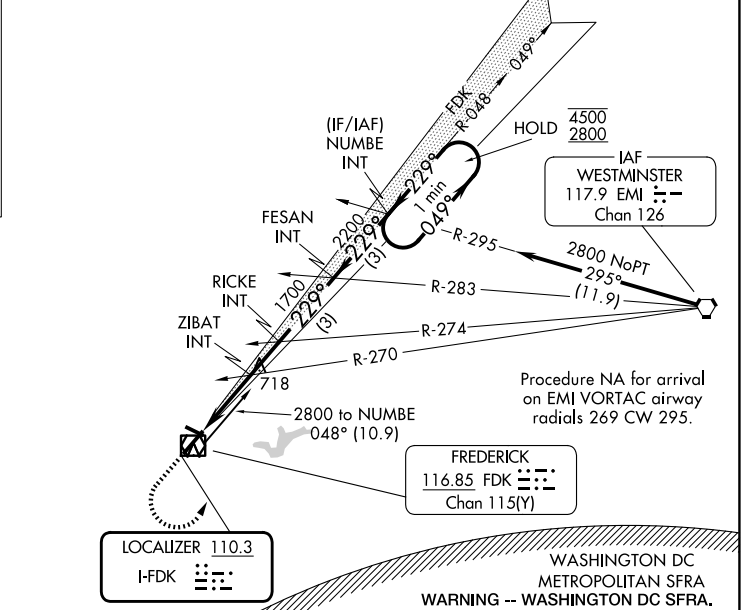 FDK
R-048
049°
(IF/IAF)
NUMBE
INT
HOLD
4500
2800
IAF
WESTMINSTER
117.9 EMI
Chan 126
229°
1 min
049°
FESAN
INT
2200
229°
(3)
R-295
2800 NoPT
295°
(11.9)
RICKE
INT
1700
229°
(3)
R-283
ZIBAT
INT
R-274
R-270
718
Procedure NA for arrival
on EMI VORTAC airway
radials 269 CW 295.
2800 to NUMBE
048° (10.9)
FREDERICK
116.85 FDK
Chan 115(Y)
LOCALIZER 110.3
I-FDK
WASHINGTON DC
METROPOLITAN SFRA
WARNING -- WASHINGTON DC SFRA.